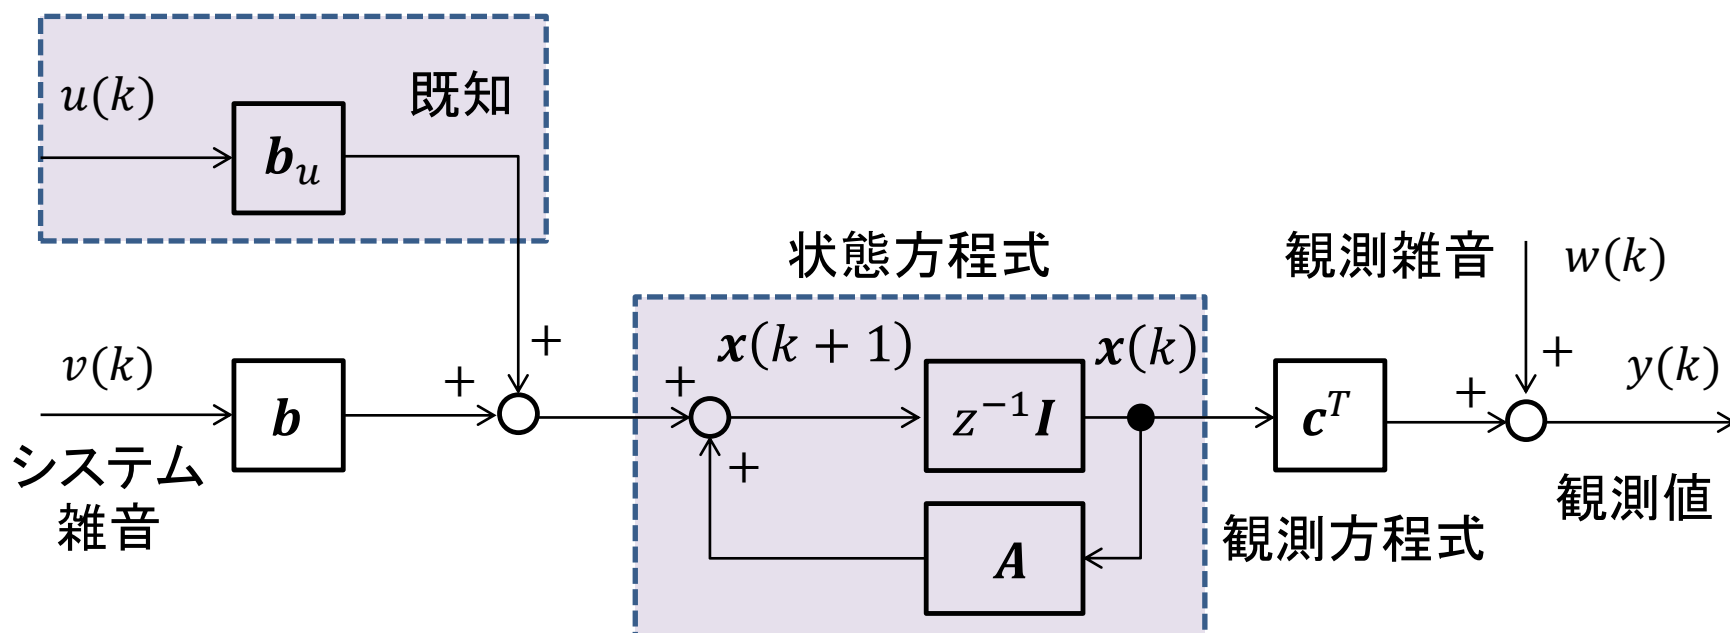 u(k)
既知
b_u
状態方程式
観測雑音
w(k)
v(k)
b
+
+
+
x(k + 1)
x(k)
z^{-1}I
+
A
c^T
+
+
y(k)
システム
雑音
観測方程式
観測値